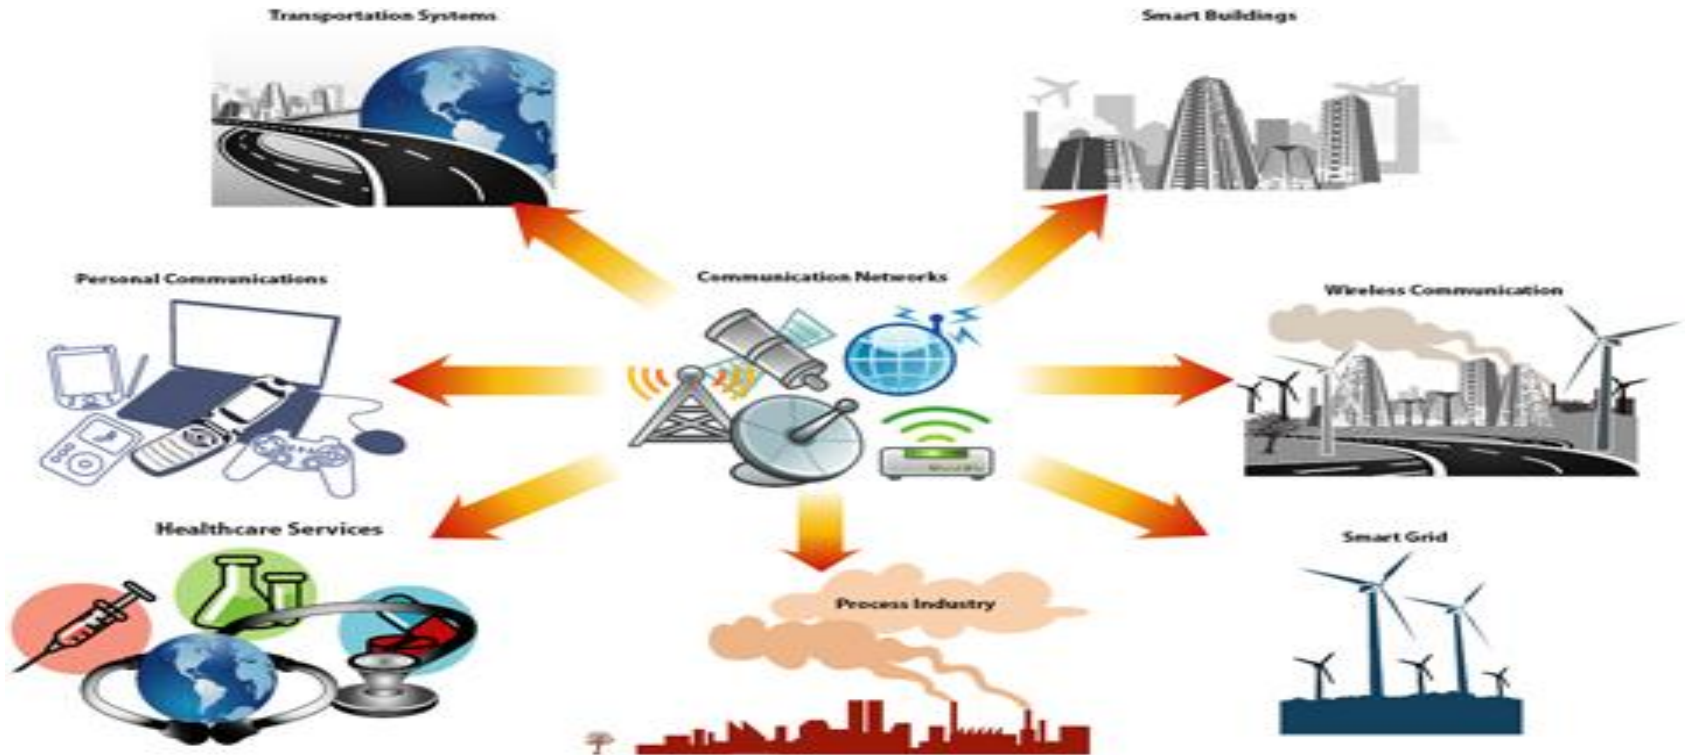 Transportation Systems
Smart Buildings
Personal Communications
Communication Networks
Wireless Communication
Healthcare Services
Smart Grid
Process Industry